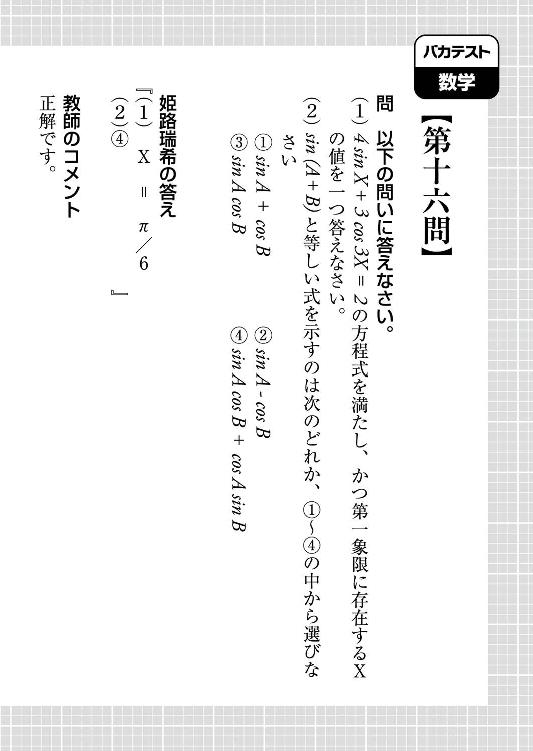 バカテスト
数学
【第十六問】
問 以下の問いに答えなさい。
（1）4 sin X + 3 cos 3X = 2 の方程式を満たし、かつ第一象限に存在するX
の値を一つ答えなさい。
（2）sin (A + B) と等しい式を示すのは次のどれか、①～④の中から選びな
さい
① sin A + cos B ② sin A - cos B
③ sin A cos B ④ sin A cos B + cos A sin B
姫路瑞希の答え
『（1） X ＝ π／6
（2）④ 』
教師のコメント
正解です。